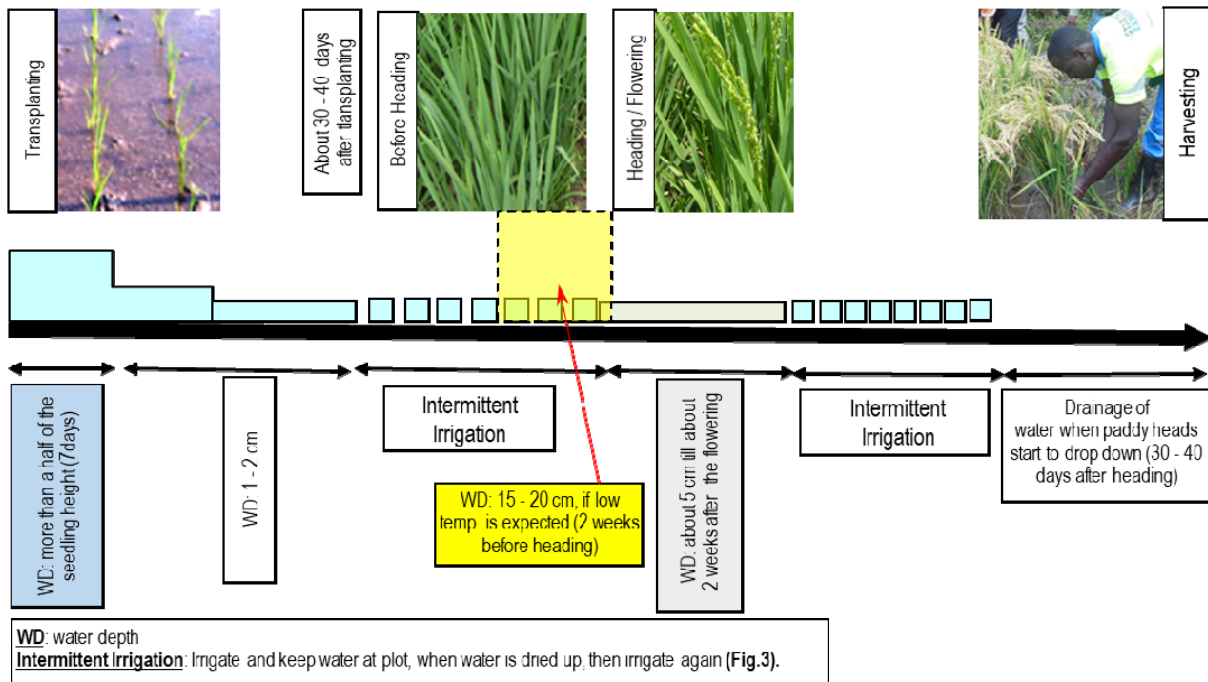 Transplanting
About 30 - 40 days
after tlansplanting
Before Heading
Heading / Flowering
Harvesting
WD: more than a half of the
seedling height (7days)
WD: 1 - 2 cm
Intermittent
Irrigation
WD: 15 - 20 cm, if low
temp. is expected (2 weeks
before heading)
WD: about 5 cm till about
2 weeks after the flowering
Intermittent
Irrigation
Drainage of
water when paddy heads
start to drop down (30 - 40
days after heading)
WD: water depth
Intermittent Irrigation: Irrigate and keep water at plot, when water is dried up, then irrigate again (Fig.3).